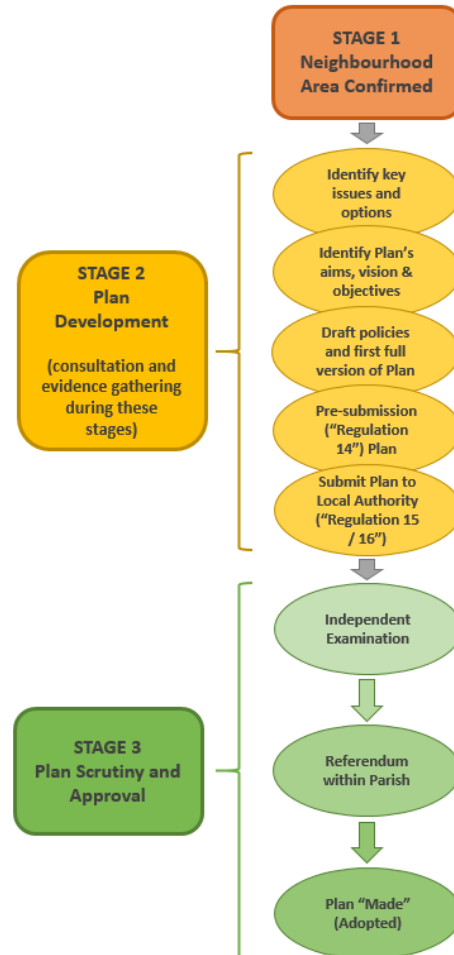 STAGE 1
Neighbourhood
Area Confirmed
Identify key
issues and
options
STAGE 2
Plan
Development
(consultation and
evidence gathering
during these
stages)
Identify Plan’s
aims, vision &
objectives
Draft policies
and first full
version of Plan
Pre-submission
(“Regulation
14”) Plan
Submit Plan to
Local Authority
(“Regulation 15
/ 16”)
STAGE 3
Plan Scrutiny and
Approval
Independent
Examination
Referendum
within Parish
Plan “Made”
(Adopted)